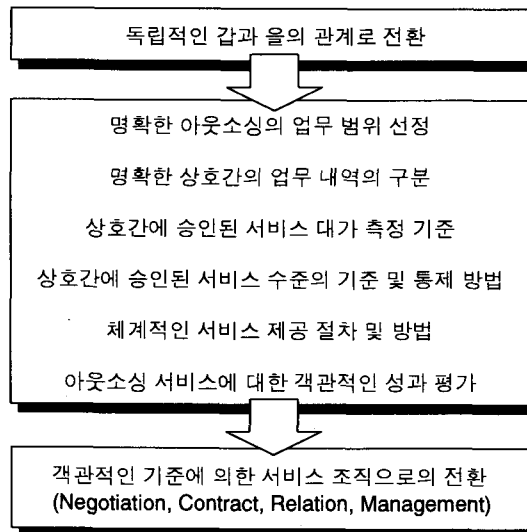 독립적인 갑과 을의 관계로 전환
명확한 아웃소싱의 업무 범위 선정
명확한 상호간의 업무 내역의 구분
상호간에 승인된 서비스 대가 측정 기준
상호간에 승인된 서비스 수준의 기준 및 통제 방법
체계적인 서비스 제공 절차 및 방법
아웃소싱 서비스에 대한 객관적인 성과 평가
객관적인 기준에 의한 서비스 조직으로의 전환
(Negotiation, Contract, Relation, Management)